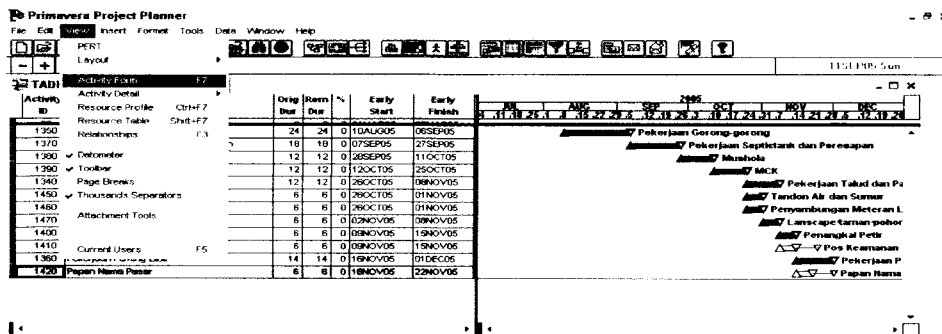 Primavera Project Planner
File Edit View Insert Format Tools Data Window Help
PERT
Layout
11SEP05 Sun
TADI
Activity Form F7
Activity Detail
Resource Profile Ctrl+F7
Resource Table Shift+F7
Relationships F3
Datometer
Toolbar
Page Breaks
Thousands Separators
Attachment Tools
Current Users F5
Activity ID Orig Dur Rem Dur % Early Start Early Finish
2005
JUL AUG SEP OCT NOV DEC
1350 24 24 0 10AUG05 06SEP05 Pekerjaan Gorong-gorong
1370 18 18 0 07SEP05 27SEP05 Pekerjaan Septictank dan Peresapan
1380 12 12 0 28SEP05 11OCT05 Mushola
1390 12 12 0 12OCT05 25OCT05 MCK
1340 12 12 0 26OCT05 08NOV05 Pekerjaan Talud dan Pa
1450 6 6 0 26OCT05 01NOV05 Tandon Air dan Sumur
1460 6 6 0 26OCT05 01NOV05 Penyambungan Meteran L
1470 6 6 0 02NOV05 08NOV05 Lanscape taman pohor
1400 6 6 0 09NOV05 15NOV05 Penangkal Petir
1410 6 6 0 09NOV05 15NOV05 Pos Keamanan
1360 14 14 0 16NOV05 01DEC05 Pekerjaan P
1420 Papan Nama Pasar 6 6 0 16NOV05 22NOV05 Papan Nama